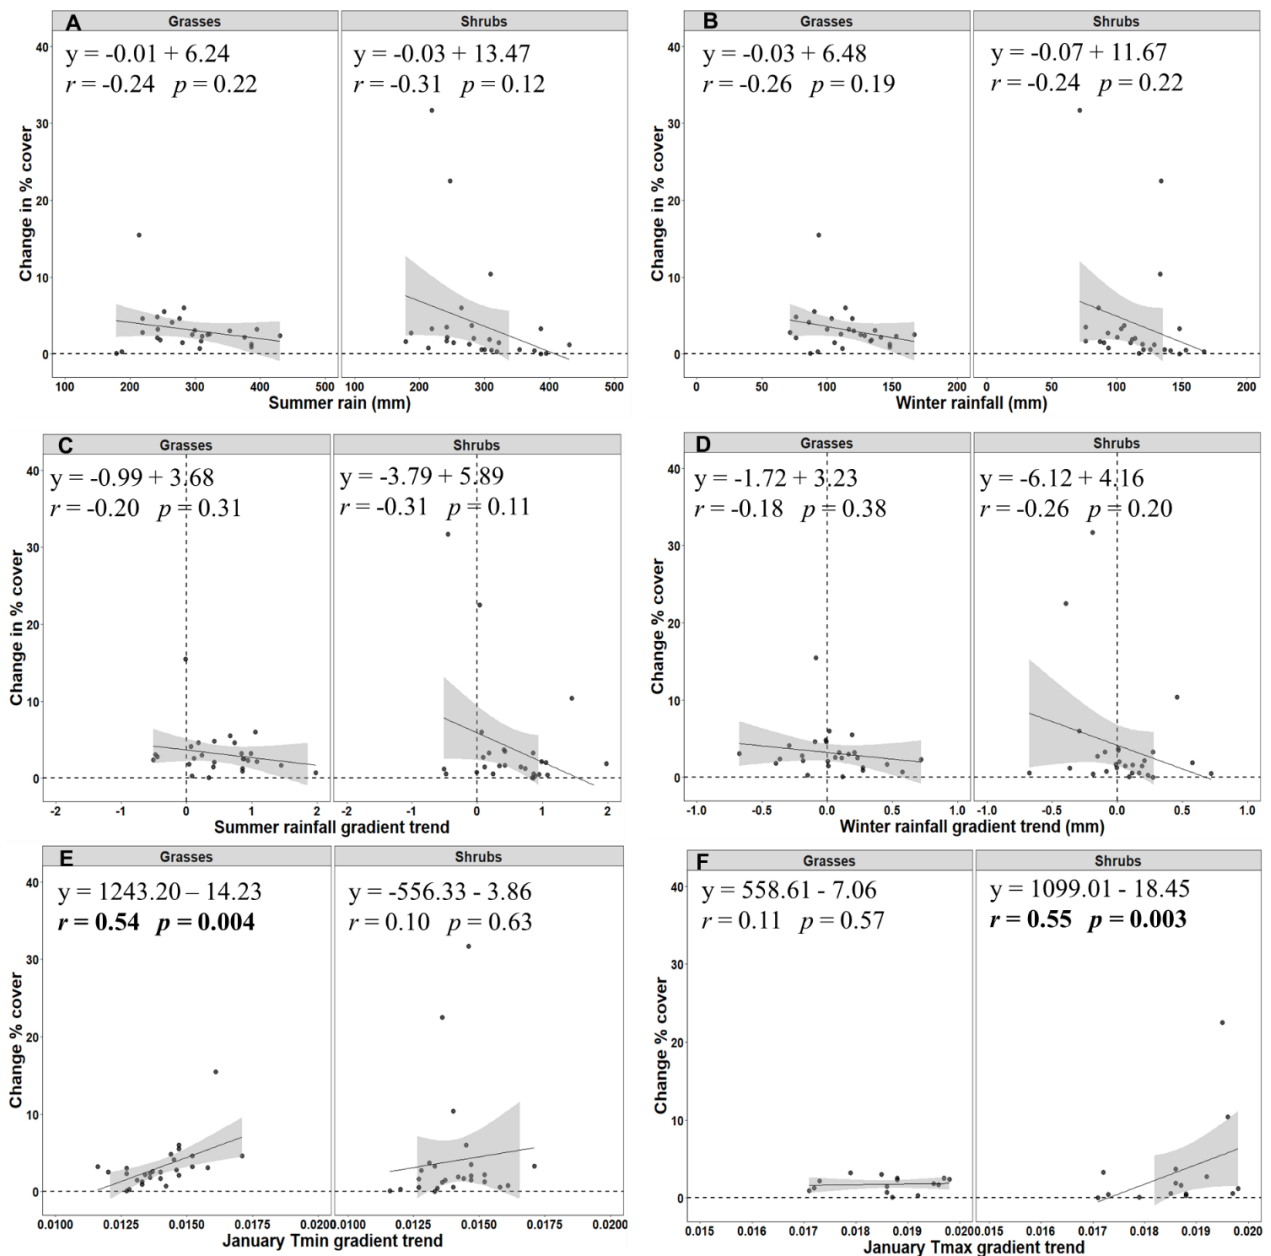 A Grasses Shrubs
y = -0.01 + 6.24 y = -0.03 + 13.47
r = -0.24 p = 0.22 r = -0.31 p = 0.12
Change in % cover
40
30
20
10
0
100 200 300 400 500 100 200 300 400 500
Summer rain (mm)
B Grasses Shrubs
y = -0.03 + 6.48 y = -0.07 + 11.67
r = -0.26 p = 0.19 r = -0.24 p = 0.22
Change in % cover
40
30
20
10
0
0 50 100 150 200 0 50 100 150 200
Winter rainfall (mm)
C Grasses Shrubs
y = -0.99 + 3.68 y = -3.79 + 5.89
r = -0.20 p = 0.31 r = -0.31 p = 0.11
Change in % cover
40
30
20
10
0
-2 -1 0 1 2 -2 -1 0 1 2
Summer rainfall gradient trend
D Grasses Shrubs
y = -1.72 + 3.23 y = -6.12 + 4.16
r = -0.18 p = 0.38 r = -0.26 p = 0.20
Change % cover
40
30
20
10
0
-1.0 -0.5 0.0 0.5 1.0 -1.0 -0.5 0.0 0.5 1.0
Winter rainfall gradient trend (mm)
E Grasses Shrubs
y = 1243.20 – 14.23 y = -556.33 - 3.86
r = 0.54 p = 0.004 r = 0.10 p = 0.63
Change % cover
40
30
20
10
0
0.0100 0.0125 0.0150 0.0175 0.0200 0.0100 0.0125 0.0150 0.0175 0.0200
January Tmin gradient trend
F Grasses Shrubs
y = 558.61 - 7.06 y = 1099.01 - 18.45
r = 0.11 p = 0.57 r = 0.55 p = 0.003
Change % cover
40
30
20
10
0
0.015 0.016 0.017 0.018 0.019 0.020 0.015 0.016 0.017 0.018 0.019 0.020
January Tmax gradient trend